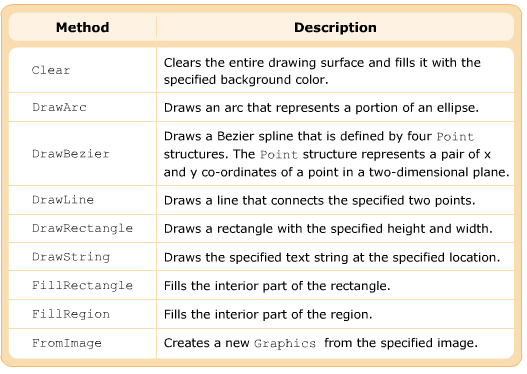 Method Description
Clear
Clears the entire drawing surface and fills it with the
specified background color.
DrawArc Draws an arc that represents a portion of an ellipse.
DrawBezier
Draws a Bezier spline that is defined by four Point
structures. The Point structure represents a pair of x
and y co-ordinates of a point in a two-dimensional plane.
DrawLine Draws a line that connects the specified two points.
DrawRectangle Draws a rectangle with the specified height and width.
DrawString Draws the specified text string at the specified location.
FillRectangle Fills the interior part of the rectangle.
FillRegion Fills the interior part of the region.
FromImage Creates a new Graphics from the specified image.